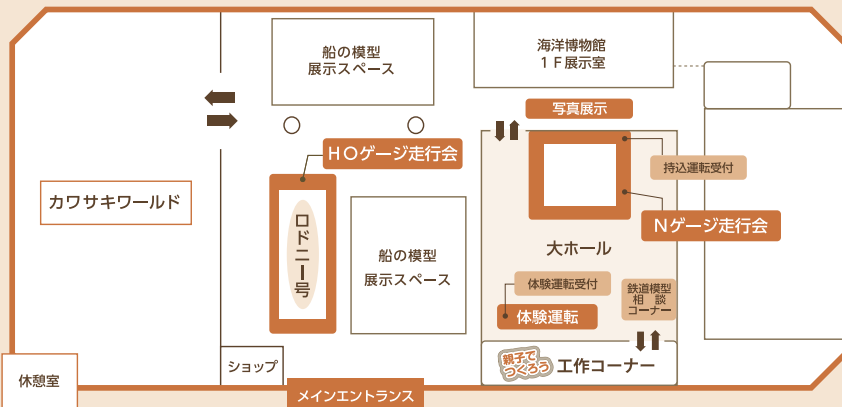 船の模型
展示スペース
海洋博物館
１Ｆ展示室
写真展示
ＨＯゲージ走行会
持込運転受付
カワサキワールド
ロドニー号
Ｎゲージ走行会
大ホール
船の模型
展示スペース
体験運転受付
鉄道模型
相　談
コーナー
体験運転
ショップ
親子で
つくろう
工作コーナー
休憩室
メインエントランス